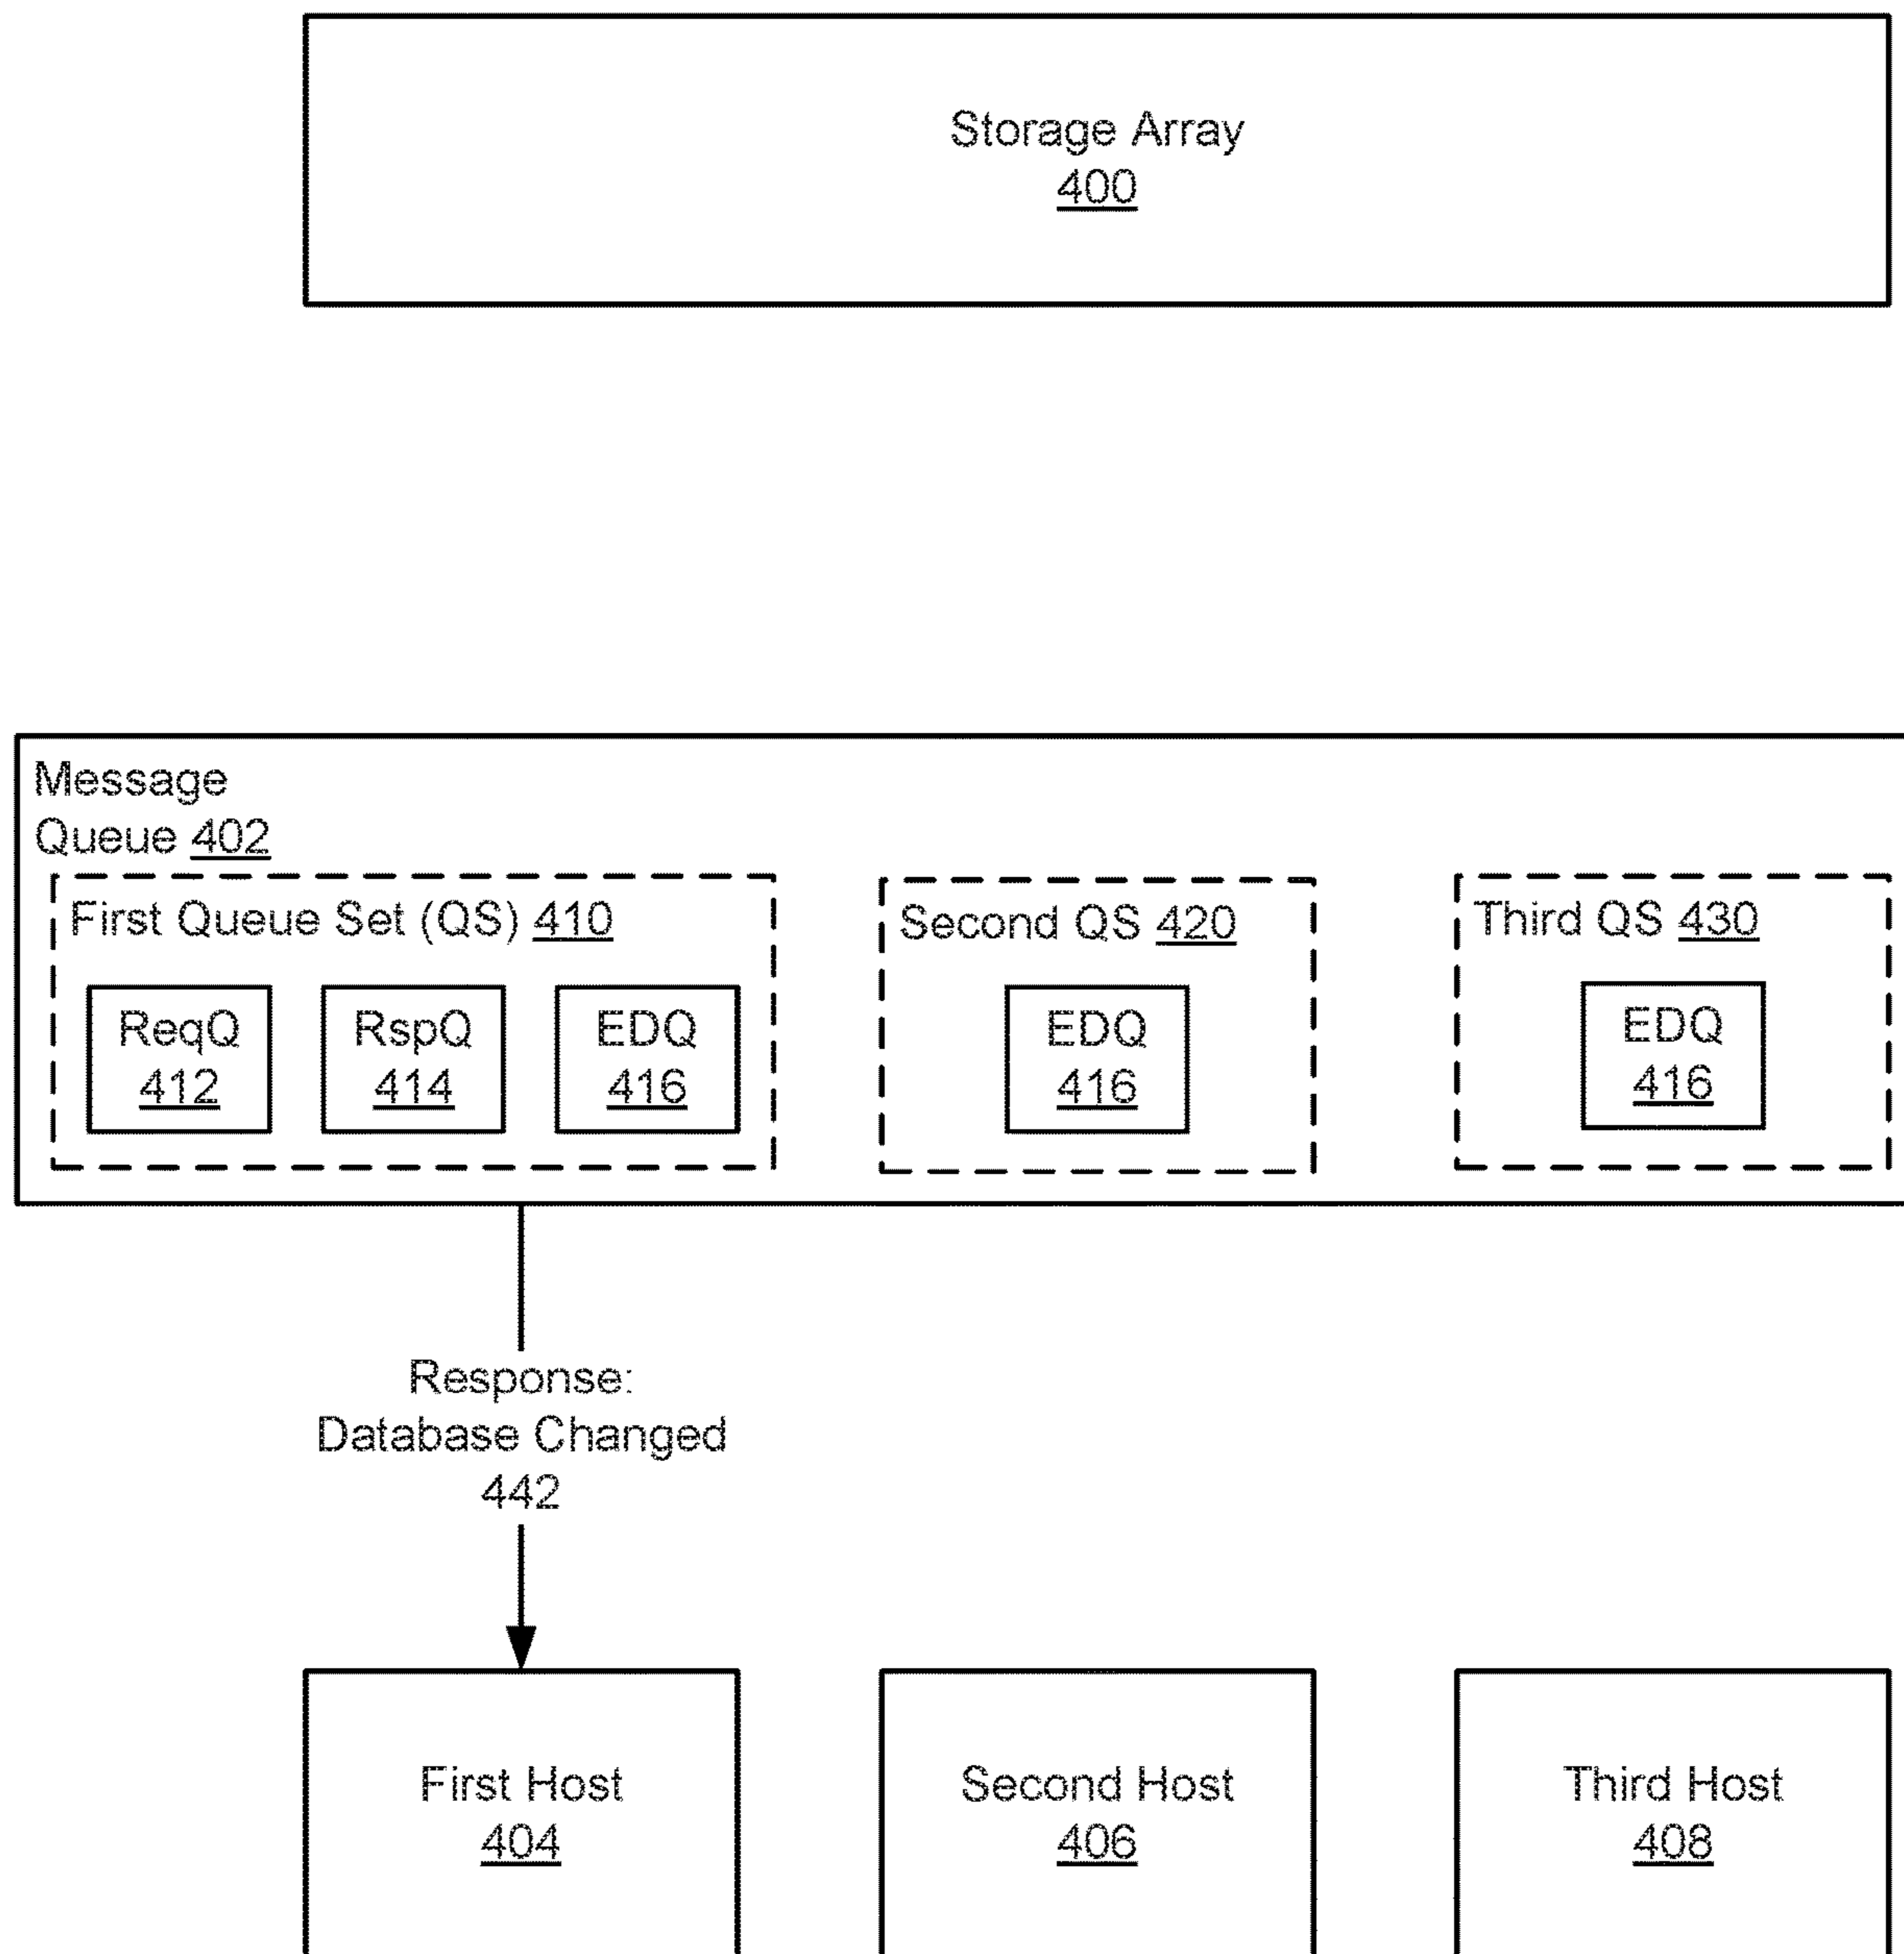 Storage Array
400
Message
Queue 402
First Queue Set (QS) 410
Second QS 420
Third QS 430
ReqQ
412
RspQ
414
EDQ
416
EDQ
416
EDQ
416
Response:
Database Changed
442
First Host
404
Second Host
406
Third Host
408